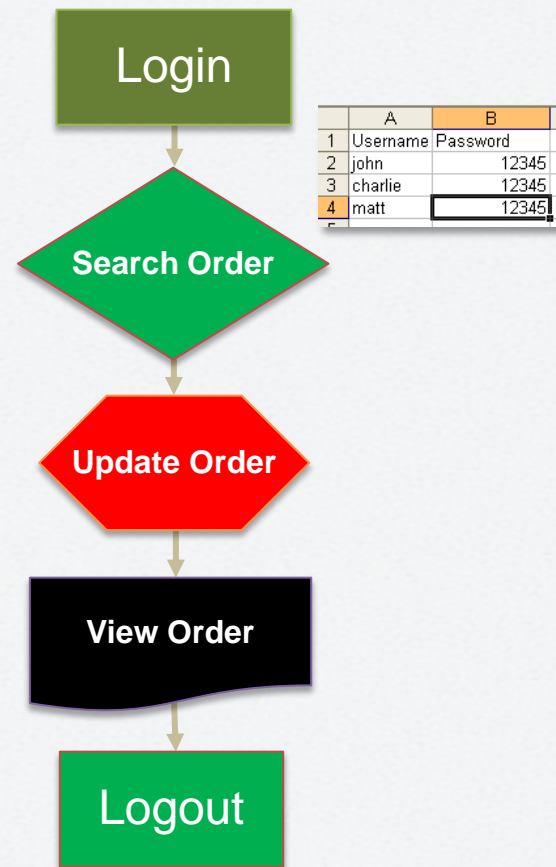 Login
A B
1 Username Password
2 john 12345
3 charlie 12345
4 matt 12345
Search Order
Update Order
View Order
Logout